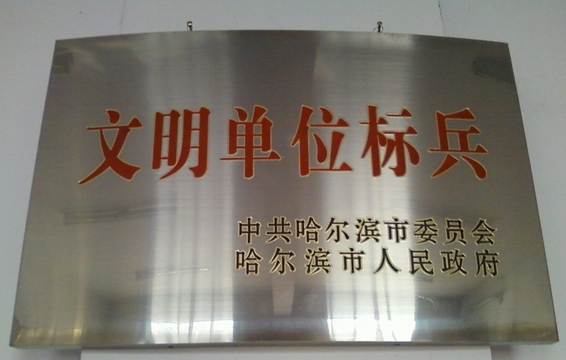 文明单位标兵
中共哈尔滨市委员会
哈尔滨市人民政府